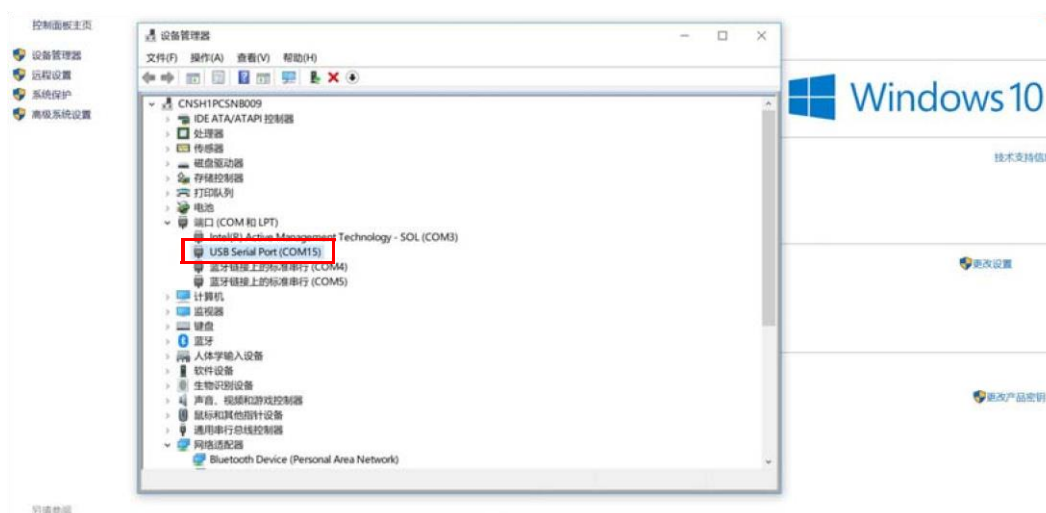 控制面板主页
设备管理器
远程设置
系统保护
高级系统设置
设备管理器
文件(F) 操作(A) 查看(V) 帮助(H)
CNSH1PCSNB009
IDE ATA/ATAPI 控制器
处理器
传感器
磁盘驱动器
存储控制器
打印队列
电池
端口 (COM 和 LPT)
Intel(R) Active Management Technology - SOL (COM3)
USB Serial Port (COM15)
蓝牙链接上的标准串行 (COM4)
蓝牙链接上的标准串行 (COM5)
计算机
监视器
键盘
蓝牙
人体学输入设备
软件设备
生物识别设备
声音、视频和游戏控制器
鼠标和其他指针设备
通用串行总线控制器
网络适配器
Bluetooth Device (Personal Area Network)
Windows 10
技术支持信
更改设置
更改产品密钥
另请参阅